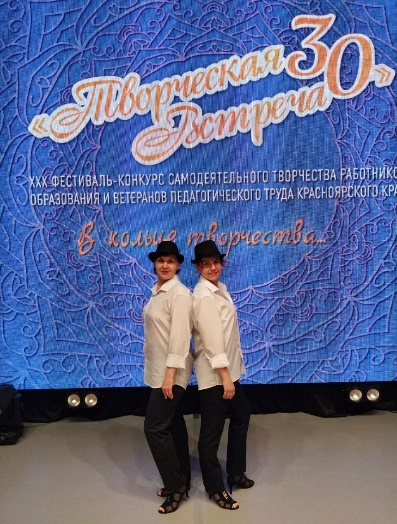 «Творческая 30»
Встреча
XXX ФЕСТИВАЛЬ-КОНКУРС САМОДЕЯТЕЛЬНОГО ТВОРЧЕСТВА РАБОТНИКО
ОБРАЗОВАНИЯ И ВЕТЕРАНОВ ПЕДАГОГИЧЕСКОГО ТРУДА КРАСНОЯРСКОГО КРА
в кольце творчества...